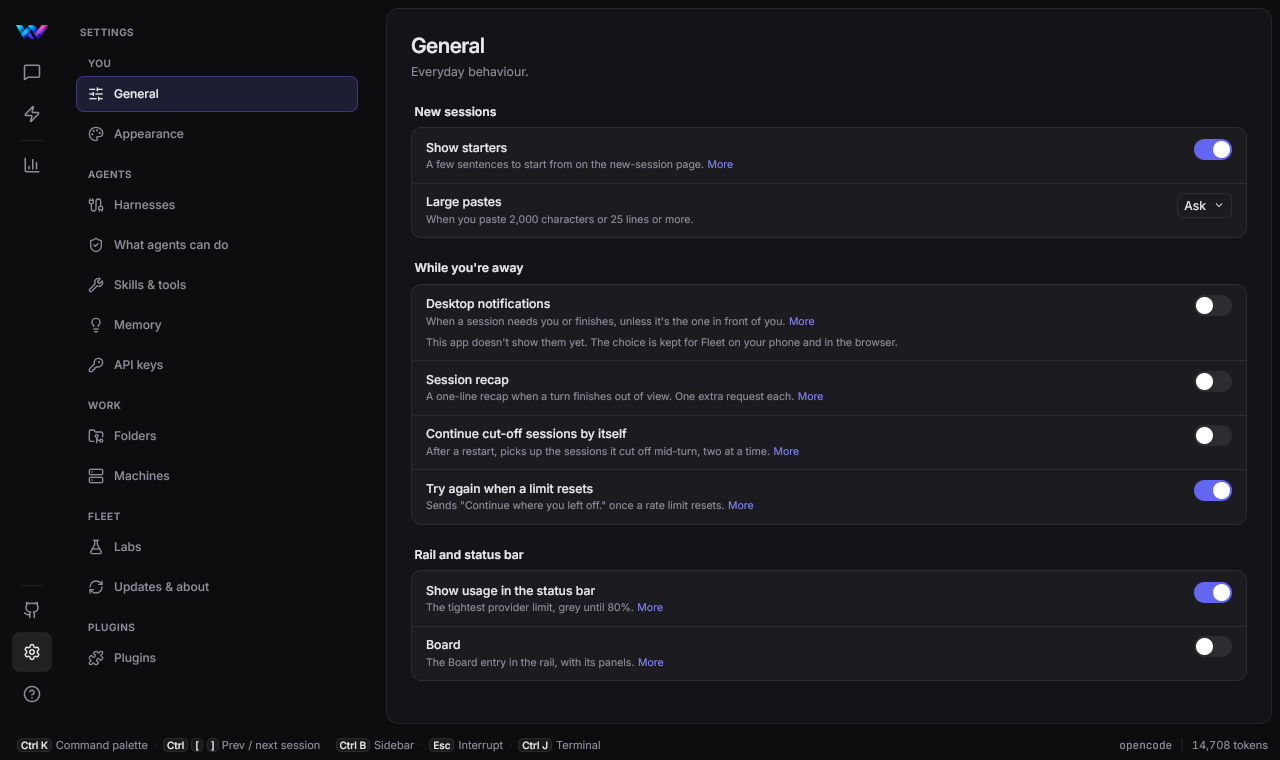 SETTINGS
YOU
General
Appearance
AGENTS
Harnesses
What agents can do
Skills & tools
Memory
API keys
WORK
Folders
Machines
FLEET
Labs
Updates & about
PLUGINS
Plugins
General
Everyday behaviour.
New sessions
Show starters
A few sentences to start from on the new-session page. More
Large pastes
When you paste 2,000 characters or 25 lines or more.
Ask
While you're away
Desktop notifications
When a session needs you or finishes, unless it's the one in front of you. More
This app doesn't show them yet. The choice is kept for Fleet on your phone and in the browser.
Session recap
A one-line recap when a turn finishes out of view. One extra request each. More
Continue cut-off sessions by itself
After a restart, picks up the sessions it cut off mid-turn, two at a time. More
Try again when a limit resets
Sends "Continue where you left off." once a rate limit resets. More
Rail and status bar
Show usage in the status bar
The tightest provider limit, grey until 80%. More
Board
The Board entry in the rail, with its panels. More
Ctrl K Command palette · Ctrl [ ] Prev / next session · Ctrl B Sidebar · Esc Interrupt · Ctrl J Terminal
opencode 14,708 tokens